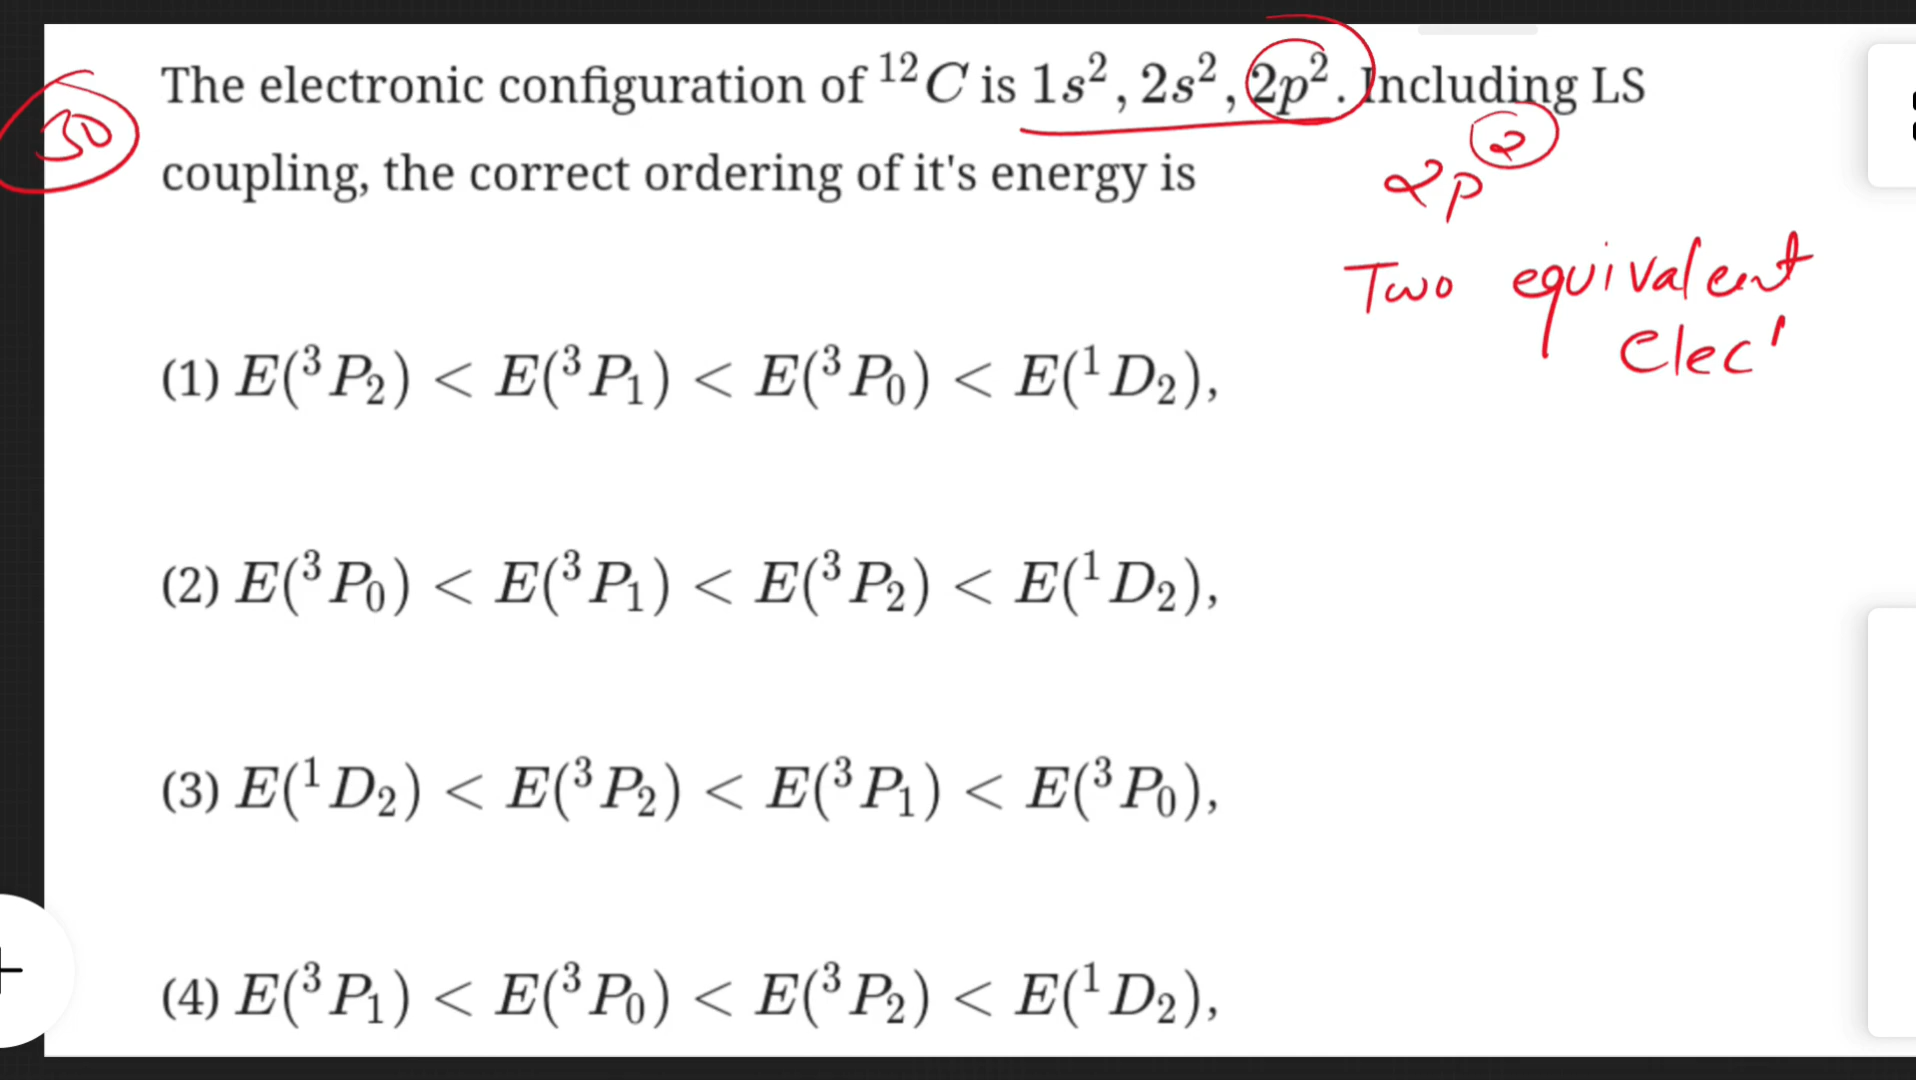 The electronic configuration of ¹²C is 1s², 2s², 2p². Including LS
30
2p²
coupling, the correct ordering of it's energy is
Two equivalent
elec'
(1) E(³P₂) < E(³P₁) < E(³P₀) < E(¹D₂),
(2) E(³P₀) < E(³P₁) < E(³P₂) < E(¹D₂),
(3) E(¹D₂) < E(³P₂) < E(³P₁) < E(³P₀),
(4) E(³P₁) < E(³P₀) < E(³P₂) < E(¹D₂),